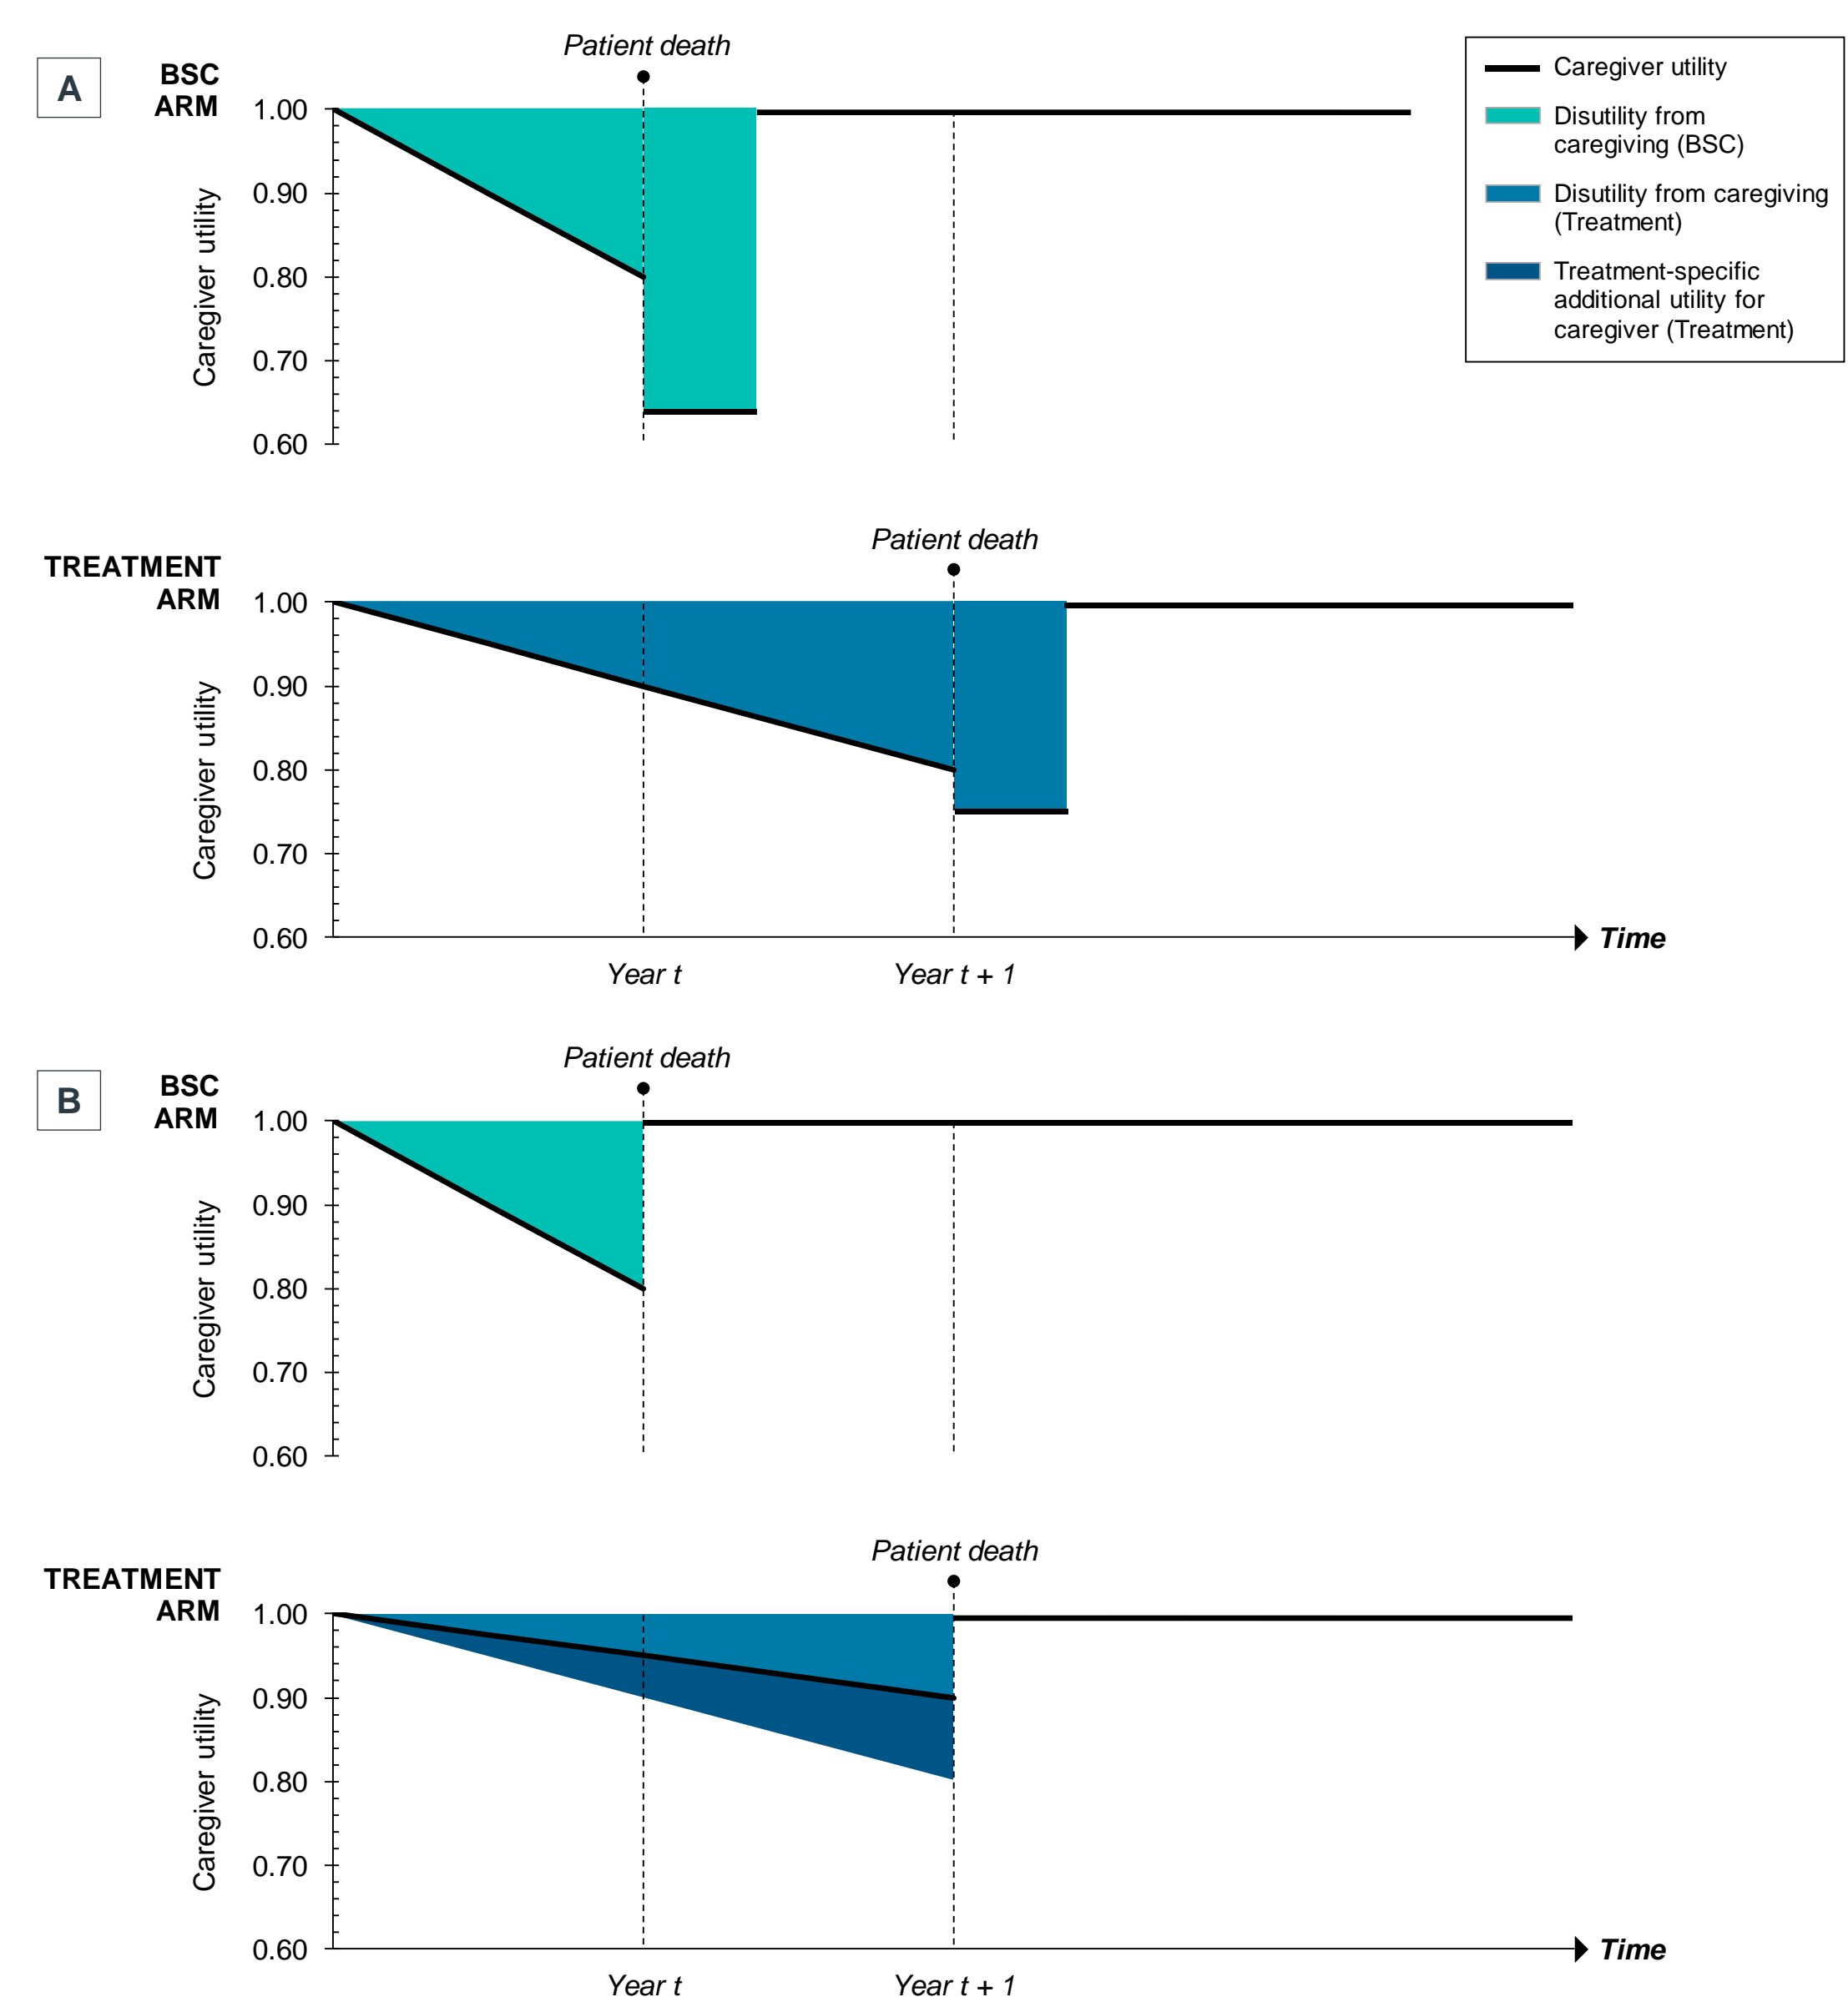 Patient death
A
BSC
ARM
1.00
0.90
0.80
0.70
0.60
Caregiver utility
Caregiver utility
Disutility from
caregiving (BSC)
Disutility from caregiving
(Treatment)
Treatment-specific
additional utility for
caregiver (Treatment)
Patient death
TREATMENT
ARM
1.00
0.90
0.80
0.70
0.60
Caregiver utility
Time
Year t
Year t + 1
Patient death
B
BSC
ARM
1.00
0.90
0.80
0.70
0.60
Caregiver utility
Patient death
TREATMENT
ARM
1.00
0.90
0.80
0.70
0.60
Caregiver utility
Time
Year t
Year t + 1